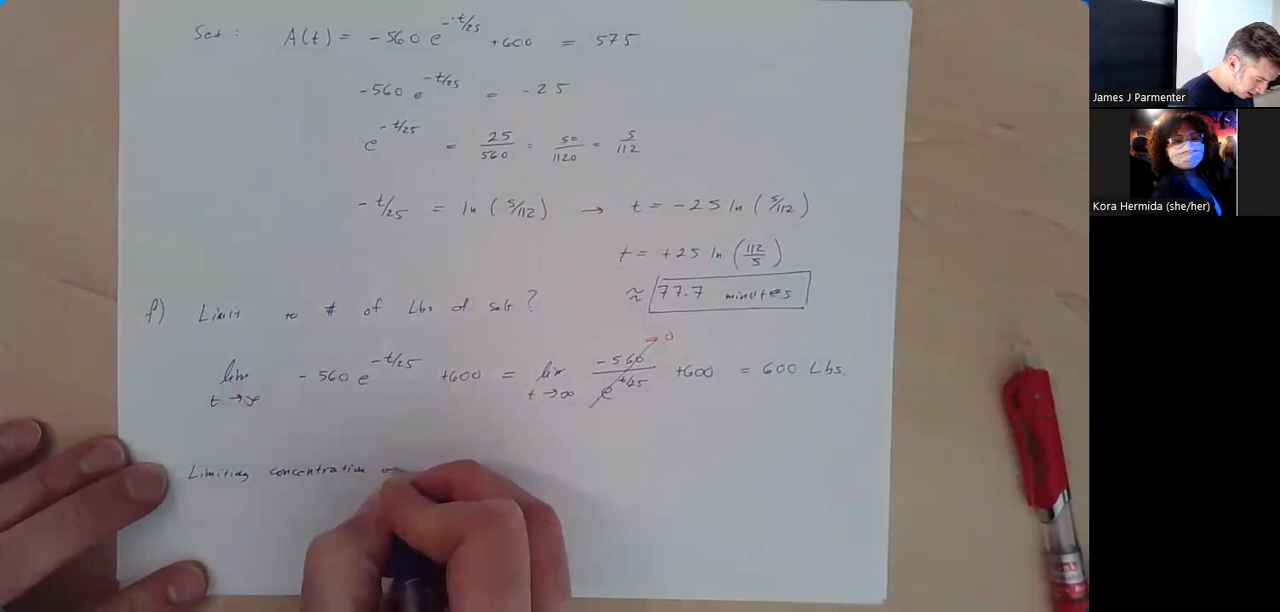 Set : A(t) = -560 e^{-t/25} +600 = 575
-560 e^{-t/25} = -25
e^{-t/25} = 25/560 = 50/1120 = 5/112
-t/25 = ln (5/112) → t = -25 ln (5/112)
t = +25 ln (112/5)
≈ 77.7 minutes
f) Limit to # of Lbs of salt ?
lim t→∞ -560 e^{-t/25} +600 = lim t→∞ -560/e^{t/25} 0 +600 = 600 Lbs.
Limiting concentration
James J Parmenter
Kora Hermida (she/her)